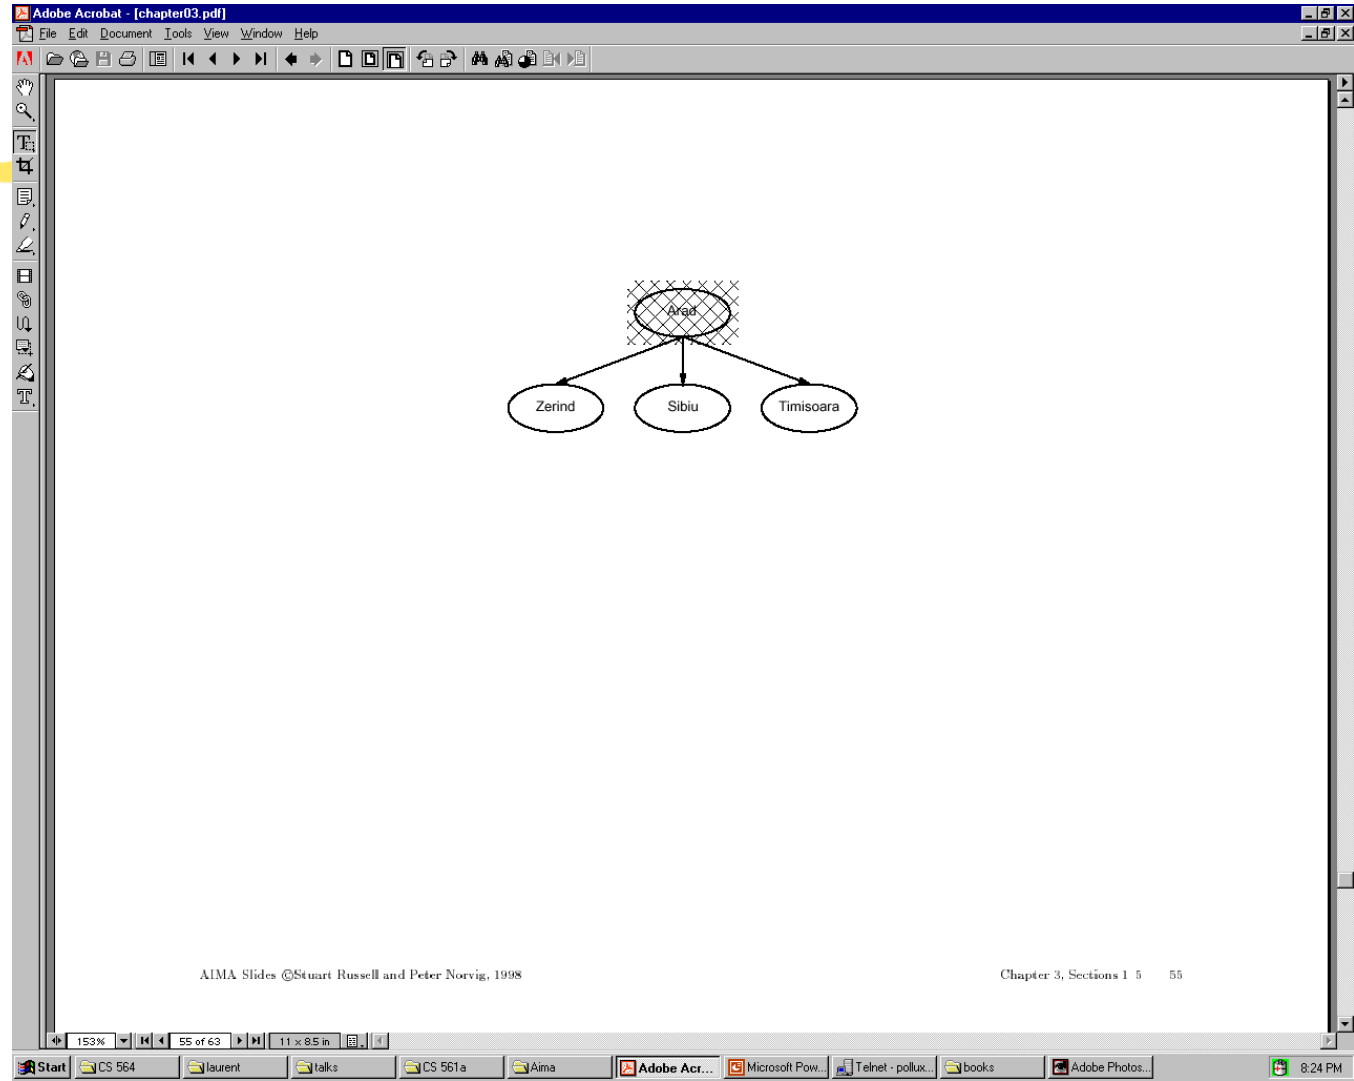 Adobe Acrobat - [chapter03.pdf]
File Edit Document Tools View Window Help
Arad
Zerind Sibiu Timisoara
AIMA Slides ©Stuart Russell and Peter Norvig, 1998 Chapter 3, Sections 1 5 55
153% 55 of 63 11 x 8.5 in
Start CS 564 laurent talks CS 561a Aima Adobe Acr... Microsoft Pow... Telnet - pollux... books Adobe Photos... 8:24 PM